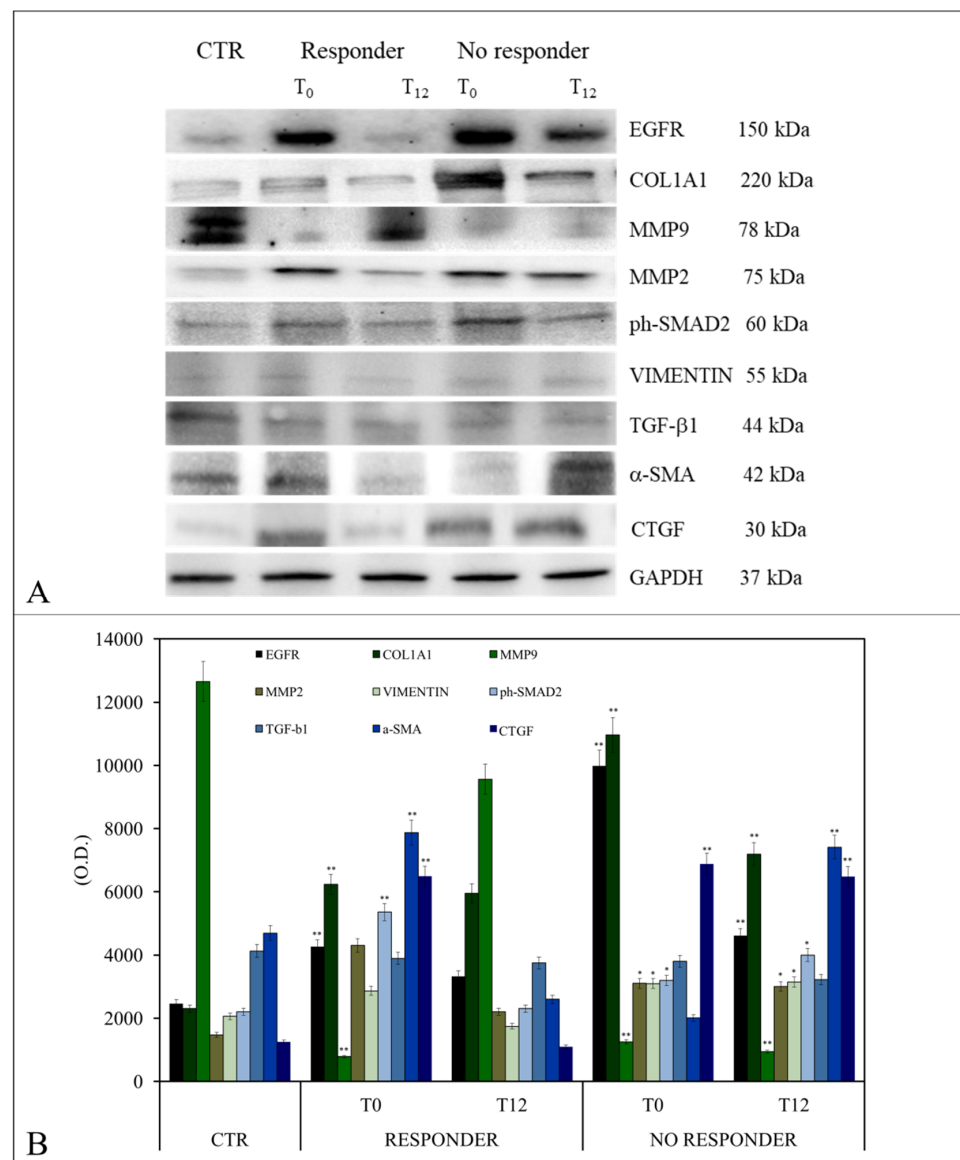 CTR Responder No responder
T0 T12 T0 T12
EGFR 150 kDa
COL1A1 220 kDa
MMP9 78 kDa
MMP2 75 kDa
ph-SMAD2 60 kDa
VIMENTIN 55 kDa
TGF-β1 44 kDa
α-SMA 42 kDa
CTGF 30 kDa
GAPDH 37 kDa
A
14000
12000
10000
8000
6000
4000
2000
0
(O.D.)
EGFR COL1A1 MMP9
MMP2 VIMENTIN ph-SMAD2
TGF-b1 a-SMA CTGF
** ** ** ** ** **
** ** ** * * * **
** ** ** * * * ** **
T0 T12 T0 T12
CTR RESPONDER NO RESPONDER
B